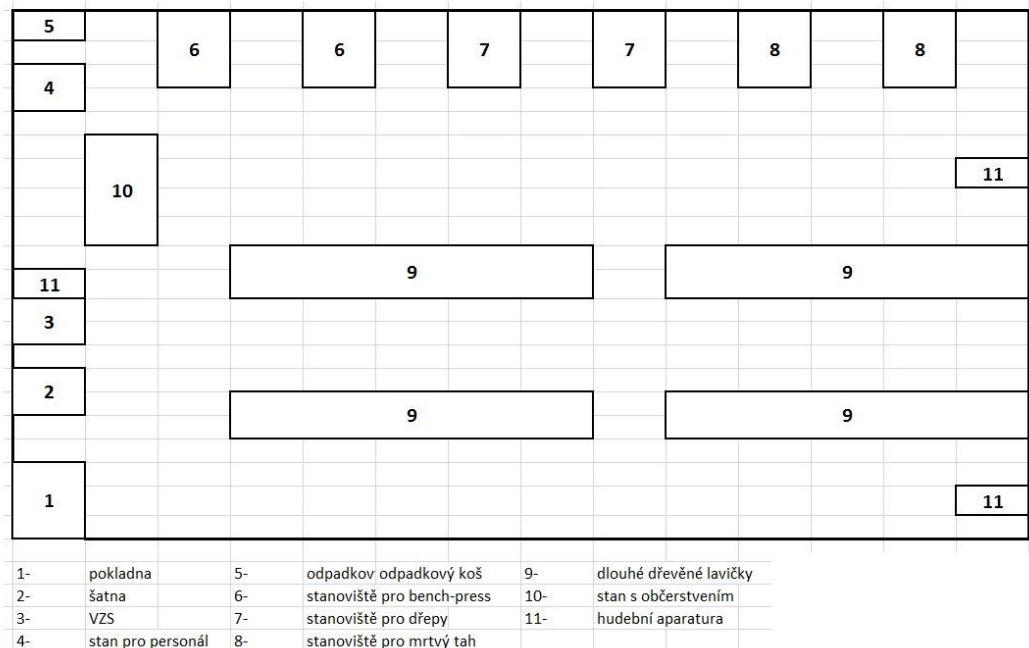 5
6 6 7 7 8 8
4
11
10
9 9
11
3
2
9 9
1
11
1- pokladna 5- odpadkov odpadkový koš 9- dlouhé dřevěné lavičky
2- šatna 6- stanoviště pro bench-press 10- stan s občerstvením
3- VZS 7- stanoviště pro dřepy 11- hudební aparatura
4- stan pro personál 8- stanoviště pro mrtvý tah